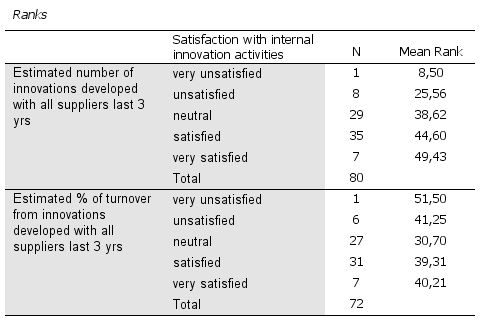 Ranks
Satisfaction with internal
innovation activities N Mean Rank
Estimated number of
innovations developed
with all suppliers last 3
yrs
very unsatisfied 1 8,50
unsatisfied 8 25,56
neutral 29 38,62
satisfied 35 44,60
very satisfied 7 49,43
Total 80
Estimated % of turnover
from innovations
developed with all
suppliers last 3 yrs
very unsatisfied 1 51,50
unsatisfied 6 41,25
neutral 27 30,70
satisfied 31 39,31
very satisfied 7 40,21
Total 72